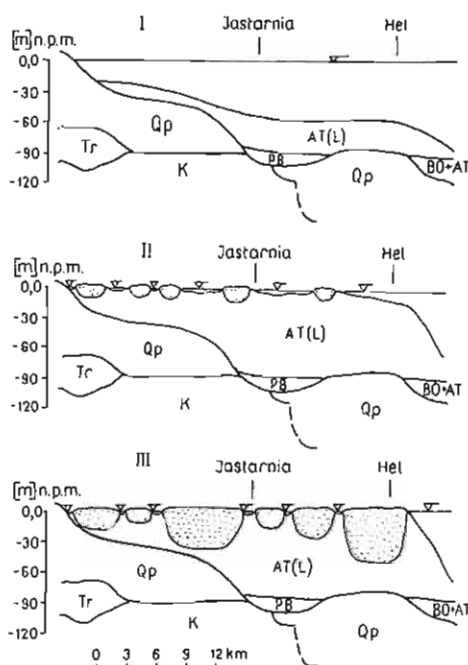 I Jastarnia Hel
[m] n.p.m.
0,0
-30
-60
-90
-120
Qp
AT(L)
Tr
K
PB
Qp
BO+AT
II Jastarnia Hel
[m] n.p.m.
0,0
-30
-60
-90
-120
AT(L)
Qp
Tr
K
PB
Qp
BO+AT
III Jastarnia Hel
[m] n.p.m.
0,0
-30
-60
-90
-120
Qp
AT(L)
Tr
K
PB
Qp
BO+AT
0 3 6 9 12 km